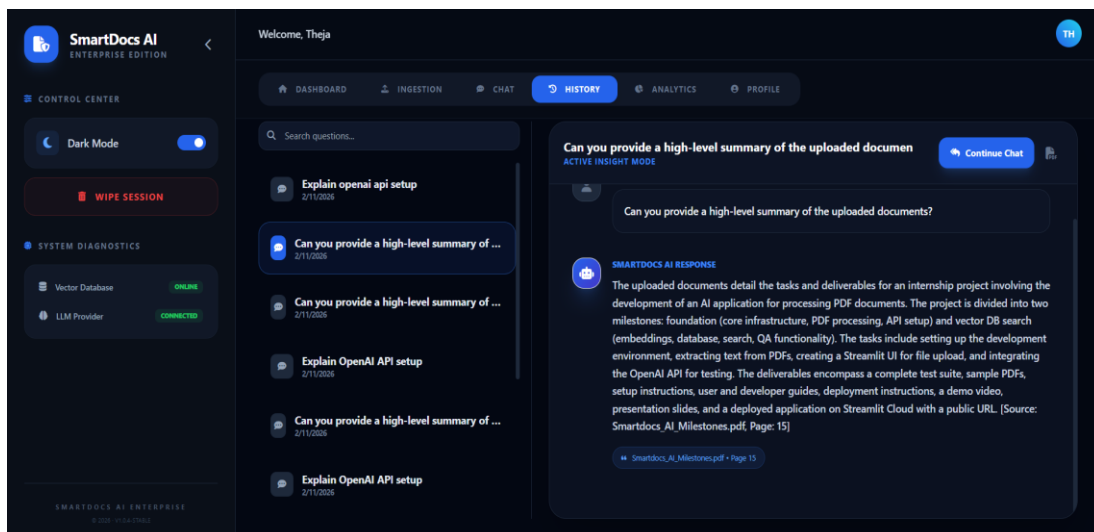 SmartDocs AI
ENTERPRISE EDITION
CONTROL CENTER
Dark Mode
WIPE SESSION
SYSTEM DIAGNOSTICS
Vector Database
ONLINE
LLM Provider
CONNECTED
SMARTDOCS AI ENTERPRISE
Welcome, Theja
TH
DASHBOARD
INGESTION
CHAT
HISTORY
ANALYTICS
PROFILE
Search questions...
Explain openai api setup
2/11/2026
Can you provide a high-level summary of ...
2/11/2026
Can you provide a high-level summary of ...
2/11/2026
Explain OpenAI API setup
2/11/2026
Can you provide a high-level summary of ...
2/11/2026
Explain OpenAI API setup
2/11/2026
Can you provide a high-level summary of the uploaded documen
ACTIVE INSIGHT MODE
Continue Chat
Can you provide a high-level summary of the uploaded documents?
SMARTDOCS AI RESPONSE
The uploaded documents detail the tasks and deliverables for an internship project involving the
development of an AI application for processing PDF documents. The project is divided into two
milestones: foundation (core infrastructure, PDF processing, API setup) and vector DB search
(embeddings, database, search, QA functionality). The tasks include setting up the development
environment, extracting text from PDFs, creating a Streamlit UI for file upload, and integrating
the OpenAI API for testing. The deliverables encompass a complete test suite, sample PDFs,
setup instructions, user and developer guides, deployment instructions, a demo video,
presentation slides, and a deployed application on Streamlit Cloud with a public URL. [Source:
Smartdocs_AI_Milestones.pdf, Page: 15]
Smartdocs_AI_Milestones.pdf • Page 15